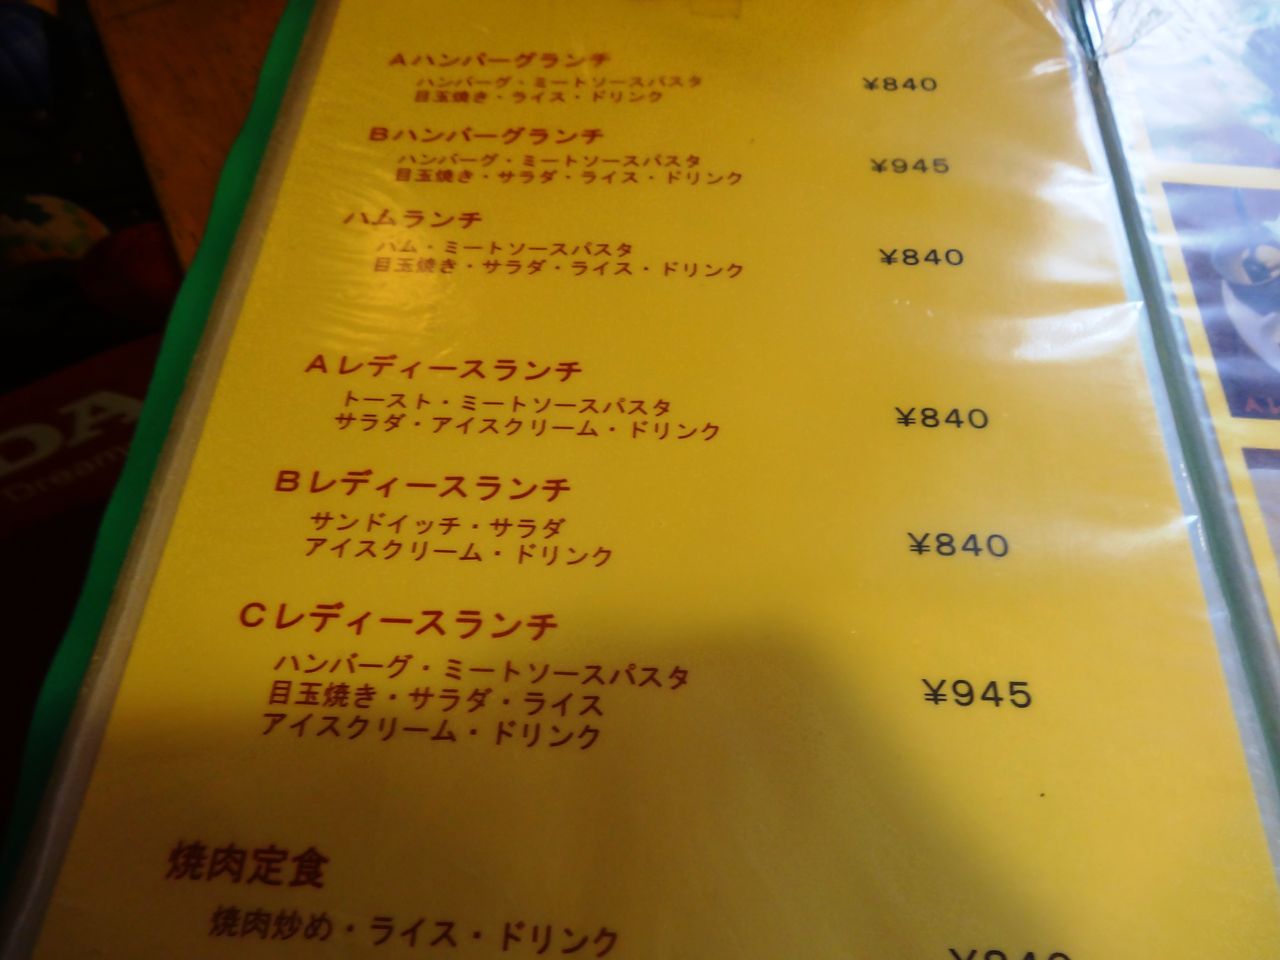 Aハンバーグランチ
ハンバーグ・ミートソースパスタ
目玉焼き・ライス・ドリンク
¥840
Bハンバーグランチ
ハンバーグ・ミートソースパスタ
目玉焼き・サラダ・ライス・ドリンク
¥945
ハムランチ
ハム・ミートソースパスタ
目玉焼き・サラダ・ライス・ドリンク
¥840
Aレディースランチ
トースト・ミートソースパスタ
サラダ・アイスクリーム・ドリンク
¥840
Bレディースランチ
サンドイッチ・サラダ
アイスクリーム・ドリンク
¥840
Cレディースランチ
ハンバーグ・ミートソースパスタ
目玉焼き・サラダ・ライス
アイスクリーム・ドリンク
¥945
焼肉定食
焼肉炒め・ライス・ドリンク
¥840
DA